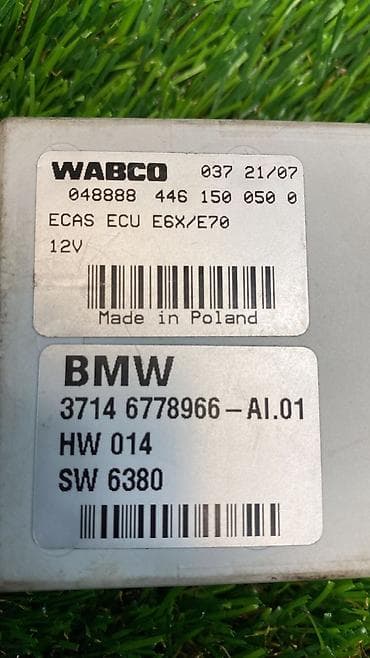 WABCO 037 21/07
048888 446 150 050 0
ECAS ECU E6X/E70
12V
Made in Poland
BMW
3714 6778966-AI.01
HW 014
SW 6380